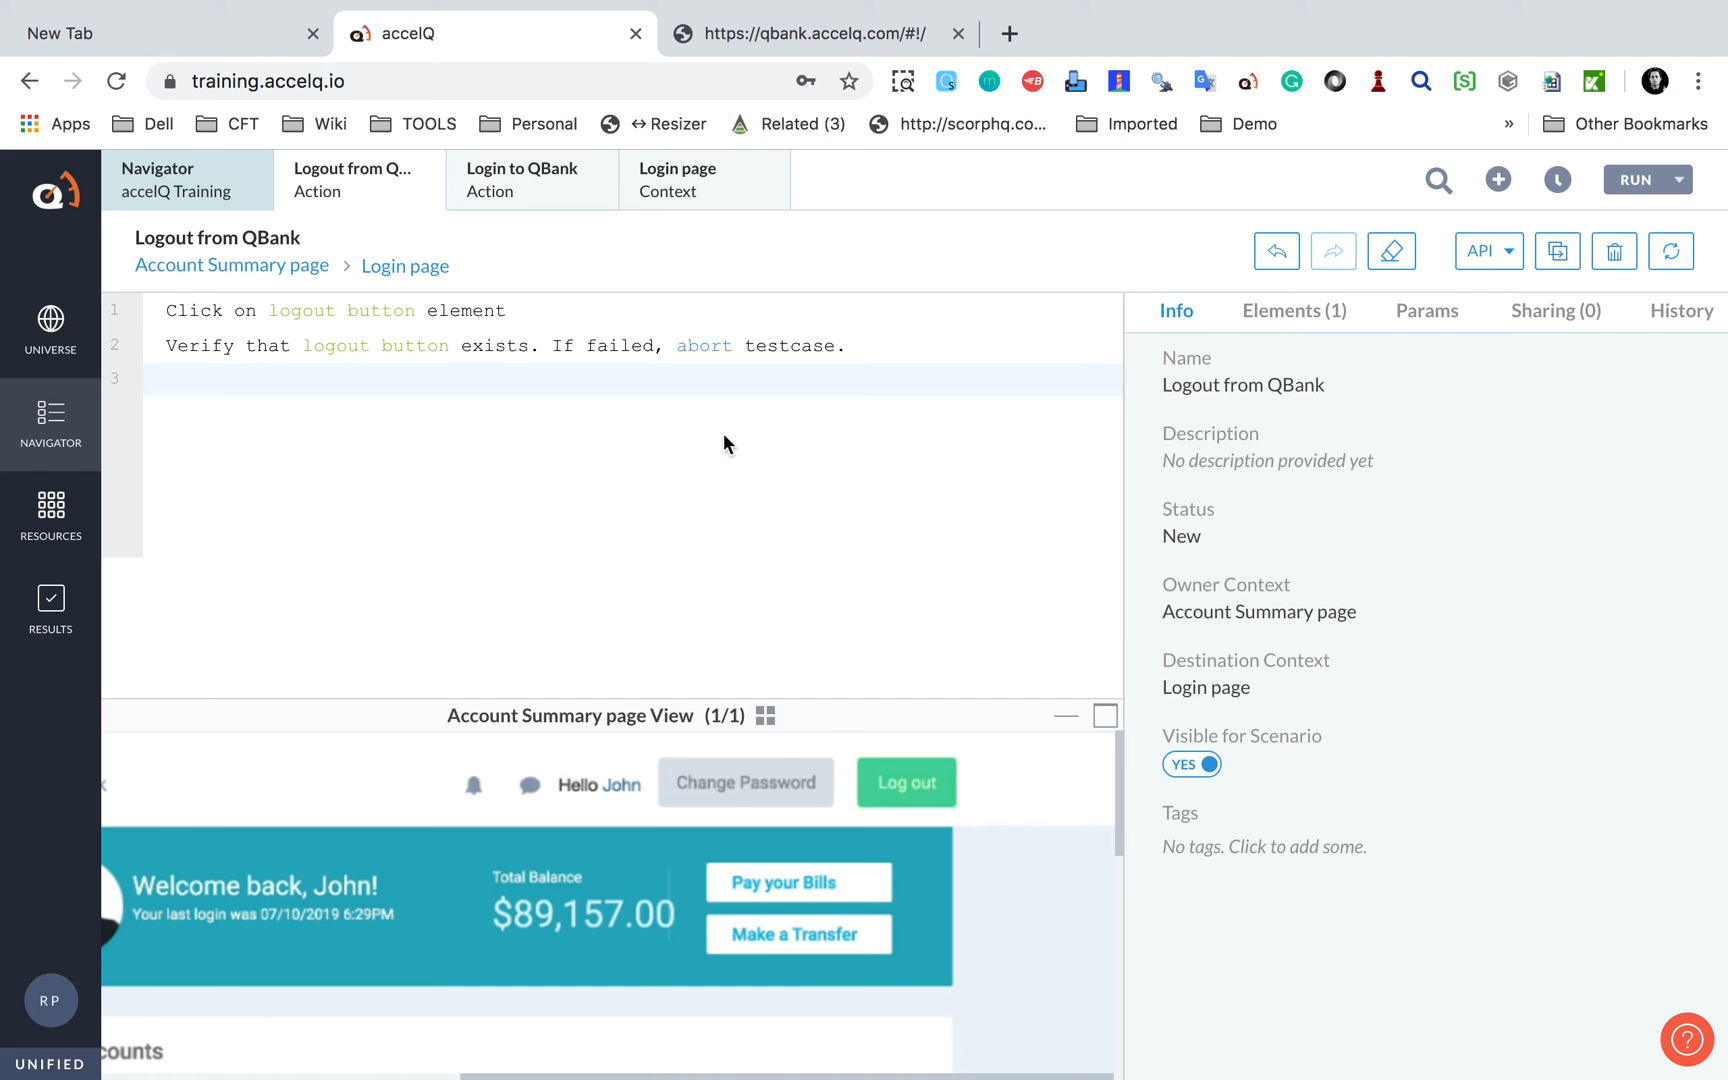 New Tab
accelQ
https://qbank.accelq.com/#!/
training.accelq.io
Apps
Dell
CFT
Wiki
TOOLS
Personal
↔ Resizer
Related (3)
http://scorphq.co...
Imported
Demo
»
Other Bookmarks
Navigator
accelQ Training
Logout from Q...
Action
Login to QBank
Action
Login page
Context
RUN
Logout from QBank
Account Summary page > Login page
API
UNIVERSE
NAVIGATOR
RESOURCES
RESULTS
RP
UNIFIED
1 Click on logout button element
2 Verify that logout button exists. If failed, abort testcase.
3
Info
Elements (1)
Params
Sharing (0)
History
Name
Logout from QBank
Description
No description provided yet
Status
New
Owner Context
Account Summary page
Destination Context
Login page
Visible for Scenario
YES
Tags
No tags. Click to add some.
Account Summary page View (1/1)
Hello John
Change Password
Log out
Welcome back, John!
Your last login was 07/10/2019 6:29PM
Total Balance
$89,157.00
Pay your Bills
Make a Transfer
counts
?